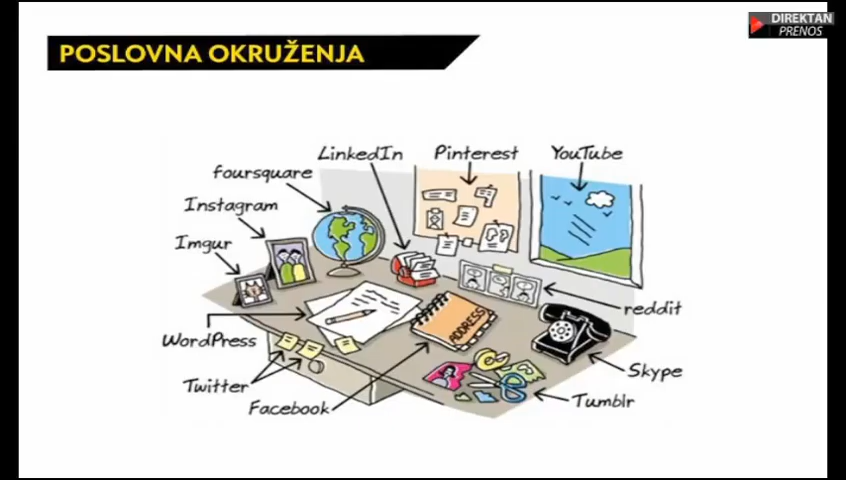 DIREKTAN
PRENOS
POSLOVNA OKRUŽENJA
LinkedIn
Pinterest
YouTube
foursquare
Instagram
Imgur
reddit
ADDRESS
WordPress
Skype
Twitter
Facebook
Tumblr